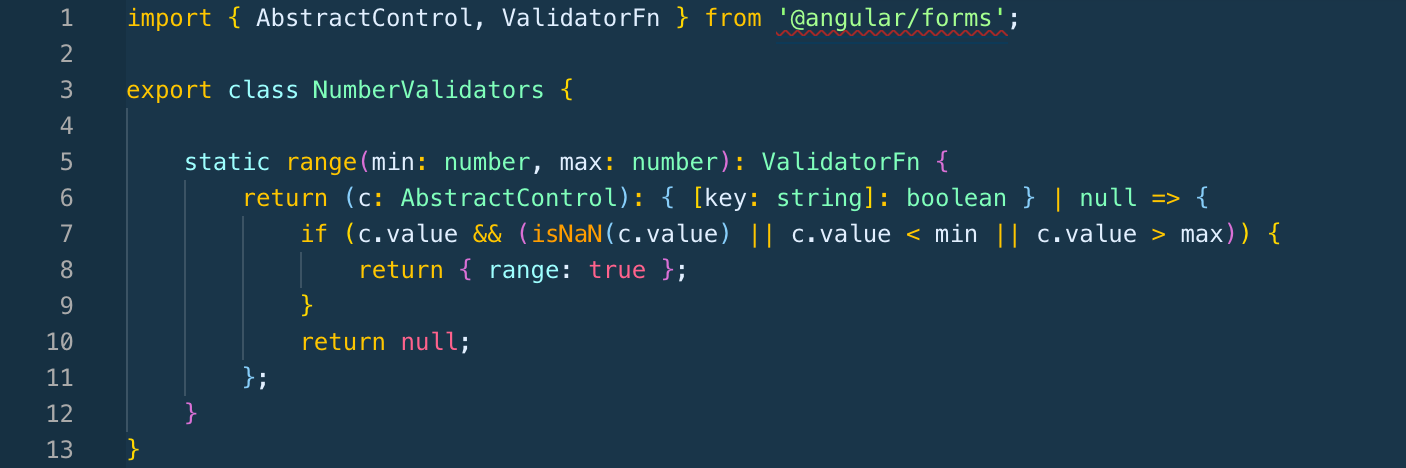 1 import { AbstractControl, ValidatorFn } from '@angular/forms';
2
3 export class NumberValidators {
4
5     static range(min: number, max: number): ValidatorFn {
6         return (c: AbstractControl): { [key: string]: boolean } | null => {
7             if (c.value && (isNaN(c.value) || c.value < min || c.value > max)) {
8                 return { range: true };
9             }
10             return null;
11         };
12     }
13 }